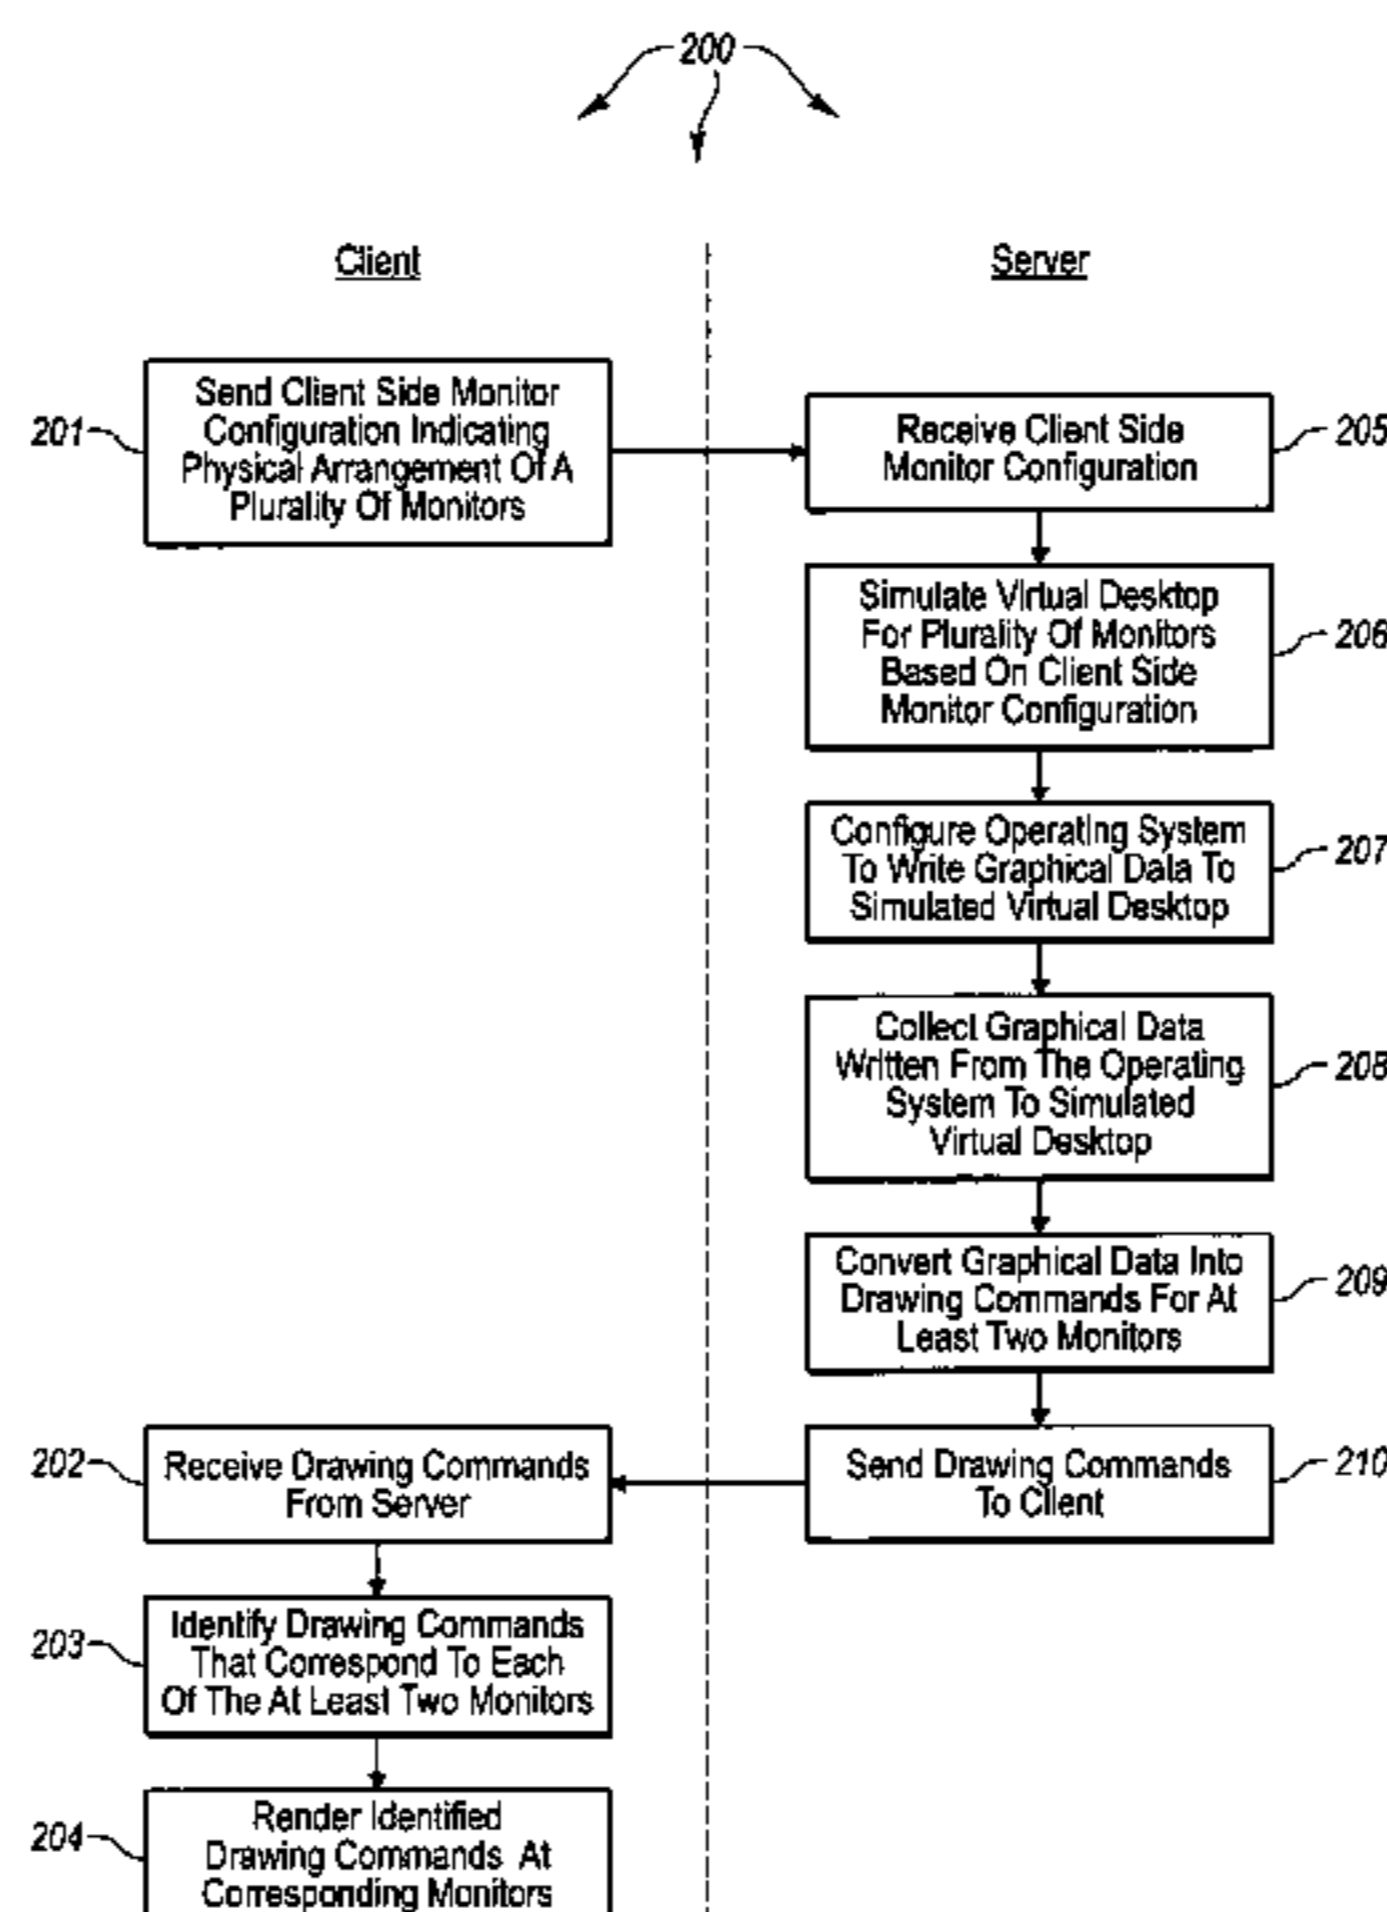 200
Client
Server
201
Send Client Side Monitor
Configuration Indicating
Physical Arrangement Of A
Plurality Of Monitors
Receive Client Side
Monitor Configuration
205
Simulate Virtual Desktop
For Plurality Of Monitors
Based On Client Side
Monitor Configuration
206
Configure Operating System
To Write Graphical Data To
Simulated Virtual Desktop
207
Collect Graphical Data
Written From The Operating
System To Simulated
Virtual Desktop
208
Convert Graphical Data Into
Drawing Commands For At
Least Two Monitors
209
Send Drawing Commands
To Client
210
202
Receive Drawing Commands
From Server
203
Identify Drawing Commands
That Correspond To Each
Of The At Least Two Monitors
204
Render Identified
Drawing Commands At
Corresponding Monitors